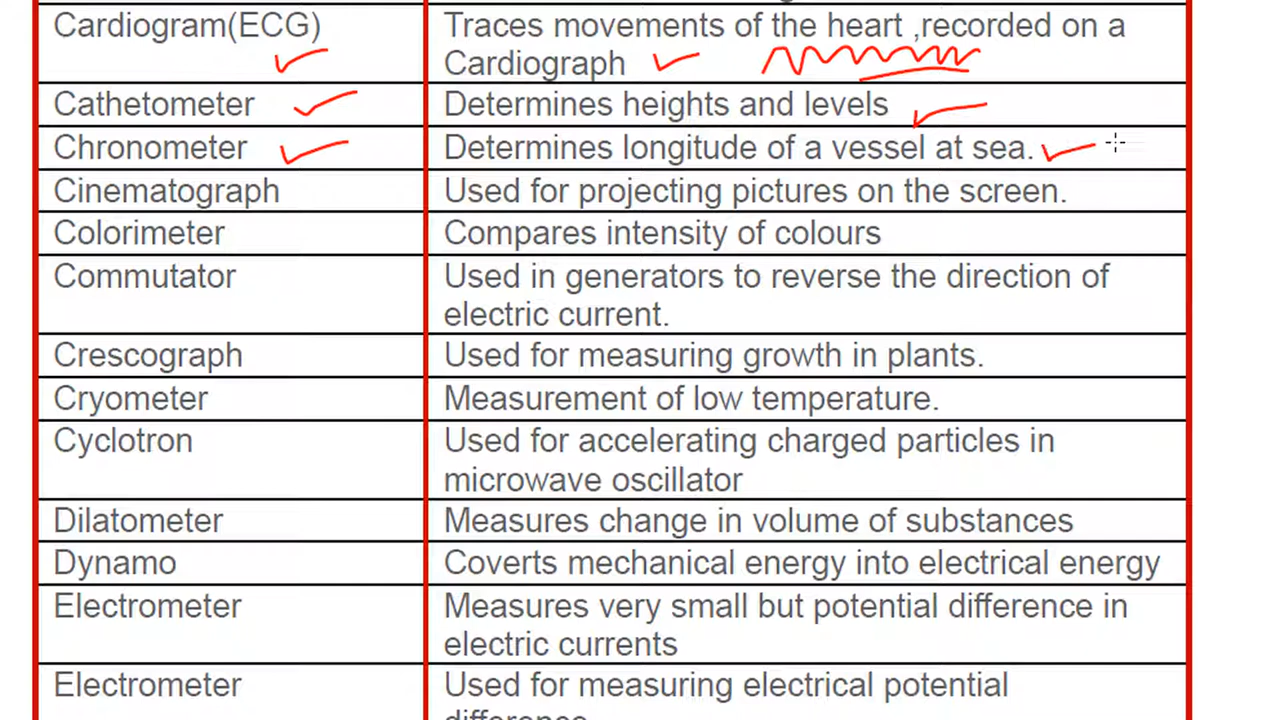 Cardiogram(ECG)
Traces movements of the heart ,recorded on a
Cardiograph
Cathetometer
Determines heights and levels
Chronometer
Determines longitude of a vessel at sea.
Cinematograph
Used for projecting pictures on the screen.
Colorimeter
Compares intensity of colours
Commutator
Used in generators to reverse the direction of
electric current.
Crescograph
Used for measuring growth in plants.
Cryometer
Measurement of low temperature.
Cyclotron
Used for accelerating charged particles in
microwave oscillator
Dilatometer
Measures change in volume of substances
Dynamo
Coverts mechanical energy into electrical energy
Electrometer
Measures very small but potential difference in
electric currents
Electrometer
Used for measuring electrical potential